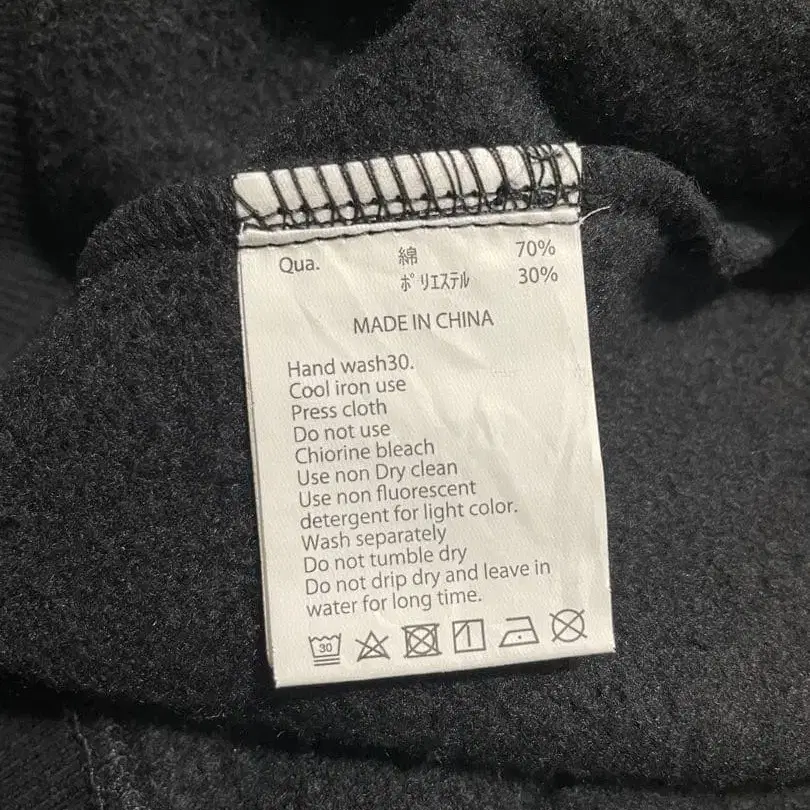 Qua. 綿 70%
ﾎﾟﾘｴｽﾃﾙ 30%
MADE IN CHINA
Hand wash30.
Cool iron use
Press cloth
Do not use
Chiorine bleach
Use non Dry clean
Use non fluorescent
detergent for light color.
Wash separately
Do not tumble dry
Do not drip dry and leave in
water for long time.
30